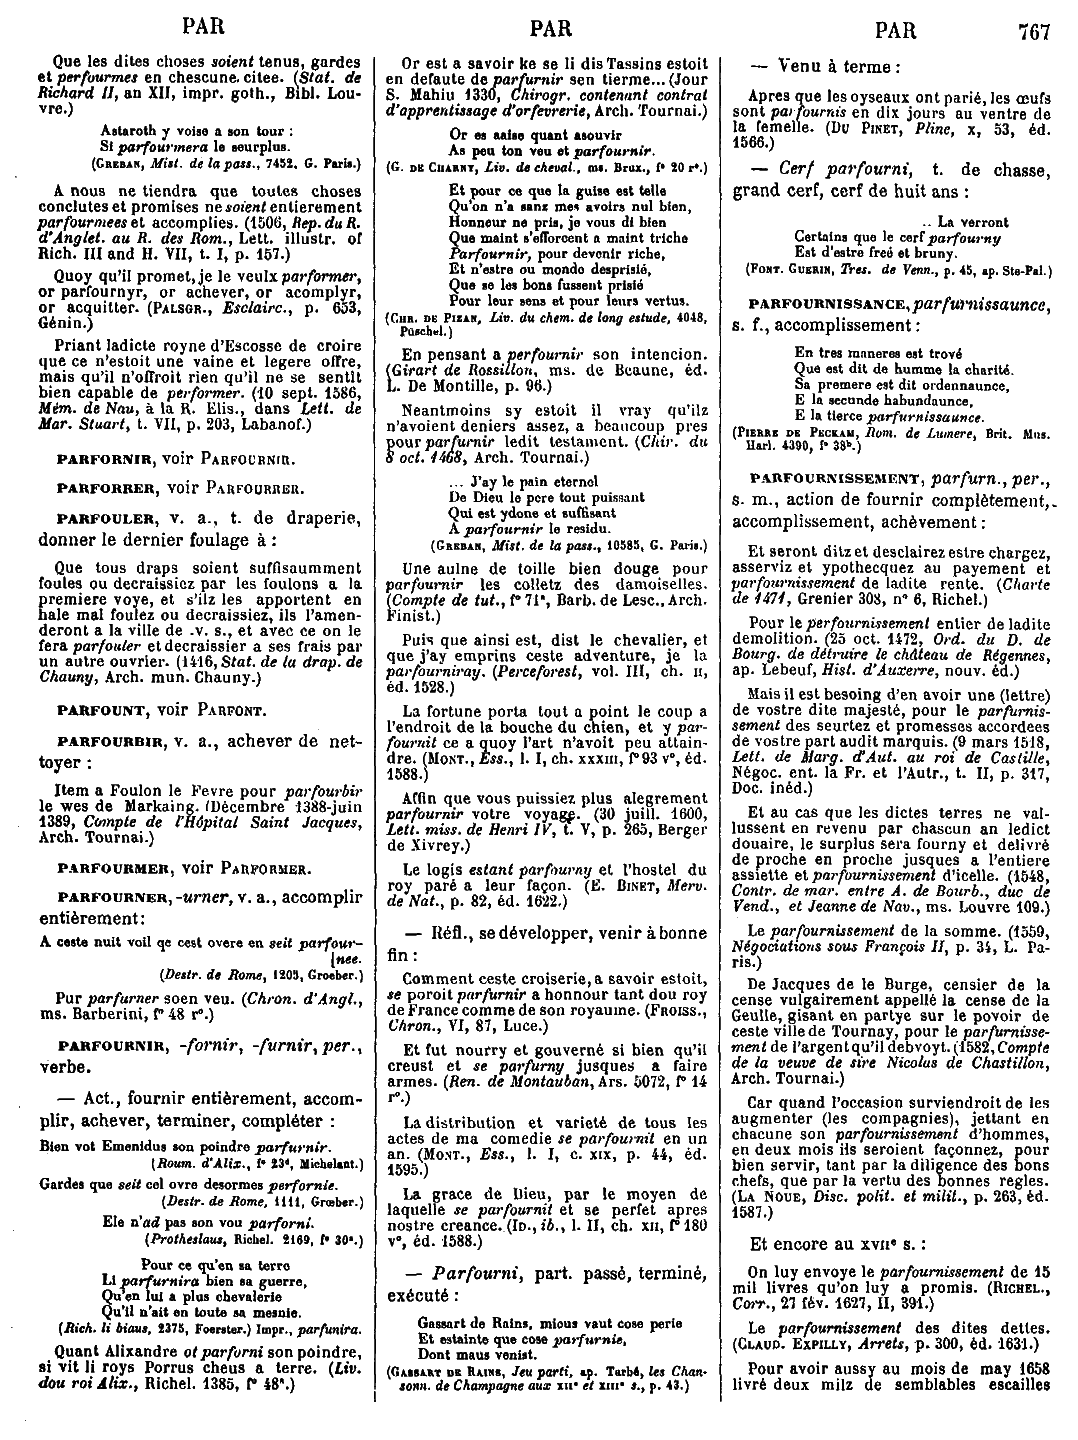 PAR
PAR
PAR 767
Que les dites choses soient tenus, gardes
et perfourmes en chescune. citee. (Stat. de
Richard II, an XII, impr. goth., Bibl. Lou-
vre.)
Astaroth y voise a son tour :
Si parfourmera le seurplus.
(GREBAN, Mist. de la pass., 7452, G. Paris.)
A nous ne tiendra que toutes choses
conclutes et promises ne soient entierement
parfourmees et accomplies. (1506, Rep. du R.
d'Anglet. au R. des Rom., Lett. illustr. of
Rich. III and H. VII, t. I, p. 157.)
Quoy qu'il promet, je le veulx parformer,
or parfournyr, or achever, or acomplyr,
or acquitter. (PALSGR., Esclairc., p. 653,
Génin.)
Priant ladicte royne d'Escosse de croire
que ce n'estoit une vaine et legere offre,
mais qu'il n'offroit rien qu'il ne se sentit
bien capable de performer. (10 sept. 1586,
Mém. de Nau, à la R. Elis., dans Lett. de
Mar. Stuart, t. VII, p. 203, Labanof.)
PARFORNIR, voir PARFOURNIR.
PARFORRER, voir PARFOURRER.
PARFOULER, v. a., t. de draperie,
donner le dernier foulage à :
Que tous draps soient suffisaumment
foules ou decraissiez par les foulons a la
premiere voye, et s'ilz les apportent en
hale mal foulez ou decraissiez, ils l'amen-
deront a la ville de .v. s., et avec ce on le
fera parfouler et decraissier a ses frais par
un autre ouvrier. (1416, Stat. de la drap. de
Chauny, Arch. mun. Chauny.)
PARFOUNT, voir PARFONT.
PARFOURBIR, v. a., achever de net-
toyer :
Item a Foulon le Fevre pour parfourbir
le wes de Markaing. (Décembre 1388-juin
1389, Compte de l'Hôpital Saint Jacques,
Arch. Tournai.)
PARFOURMER, voir PARFORMER.
PARFOURNER, -urner, v. a., accomplir
entièrement :
A ceste nuit voil qe cest overe en seit parfour-
[nee.
(Destr. de Rome, 1203, Groeber.)
Pur parfurner soen veu. (Chron. d'Angl.,
ms. Barberini, f° 48 r°.)
PARFOURNIR, -fornir, -furnir, per.,
verbe.
— Act., fournir entièrement, accom-
plir, achever, terminer, compléter :
Bien vot Emenidus son poindre parfurnir.
(Roum. d'Alix., f° 23ᵈ, Michelant.)
Gardes que seit cel ovre desormes perfornie.
(Destr. de Rome, 1111, Grœber.)
Ele n'ad pas son vou parforni.
(Protheslaus, Richel. 2169, f° 30ᵃ.)
Pour ce qu'en sa terre
Li parfurnira bien sa guerre,
Qu'en lui a plus chevalerie
Qu'il n'ait en toute sa mesnie.
(Rich. li biaus, 2375, Foerster.) Impr., parfunira.
Quant Alixandre ot parforni son poindre,
si vit li roys Porrus cheus a terre. (Liv.
dou roi Alix., Richel. 1385, f° 48ᵃ.)
Or est a savoir ke se li dis Tassins estoit
en defaute de parfurnir sen tierme... (Jour
S. Mahiu 1330, Chirogr. contenant contrat
d'apprentissage d'orfevrerie, Arch. Tournai.)
Or es aaise quant asouvir
As peu ton veu et parfournir.
(G. DE CHARNY, Liv. de cheval., ms. Brux., f° 20 r°.)
Et pour ce que la guise est telle
Qu'on n'a sans mes avoirs nul bien,
Honneur ne pris, je vous di bien
Que maint s'efforcent a maint triche
Parfournir, pour devenir riche,
Et n'estre ou monde desprisié,
Que se les bons fussent prisié
Pour leur sens et pour leurs vertus.
(CHR. DE PIZAN, Liv. du chem. de long estude, 4048,
Puschel.)
En pensant a perfournir son intencion.
(Girart de Rossillon, ms. de Beaune, éd.
L. De Montille, p. 96.)
Neantmoins sy estoit il vray qu'ilz
n'avoient deniers assez, a beaucoup pres
pour parfurnir ledit testament. (Chir. du
8 oct. 1468, Arch. Tournai.)
... J'ay le pain eternel
De Dieu le pere tout puissant
Qui est ydone et suffisant
A parfournir le residu.
(GREBAN, Mist. de la pass., 10585, G. Paris.)
Une aulne de toille bien douge pour
parfournir les colletz des damoiselles.
(Compte de tut., f° 71ᵃ, Barb. de Lesc., Arch.
Finist.)
Puis que ainsi est, dist le chevalier, et
que j'ay emprins ceste adventure, je la
parfourniray. (Perceforest, vol. III, ch. II,
éd. 1528.)
La fortune porta tout a point le coup a
l'endroit de la bouche du chien, et y par-
fournit ce a quoy l'art n'avoit peu attain-
dre. (MONT., Ess., l. I, ch. XXXIII, f° 93 v°, éd.
1588.)
Affin que vous puissiez plus alegrement
parfournir votre voyage. (30 juill. 1600,
Lett. miss. de Henri IV, t. V, p. 265, Berger
de Xivrey.)
Le logis estant parfourny et l'hostel du
roy paré a leur façon. (E. BINET, Merv.
de Nat., p. 82, éd. 1622.)
— Réfl., se développer, venir à bonne
fin :
Comment ceste croiserie, a savoir estoit,
se poroit parfurnir a honnour tant dou roy
de France comme de son royaume. (FROISS.,
Chron., VI, 87, Luce.)
Et fut nourry et gouverné si bien qu'il
creust et se parfurny jusques a faire
armes. (Ren. de Montauban, Ars. 5072, f° 14
r°.)
La distribution et varieté de tous les
actes de ma comedie se parfournit en un
an. (MONT., Ess., l. I, c. XIX, p. 44, éd.
1595.)
La grace de Dieu, par le moyen de
laquelle se parfournit et se perfet apres
nostre creance. (ID., ib., l. II, ch. XII, f° 180
v°, éd. 1588.)
— Parfourni, part. passé, terminé,
exécuté :
Gassart de Rains, mious vaut cose perie
Et estainte que cose parfurnie,
Dont maus venist.
(GASSART DE RAINS, Jeu parti, ap. Tarbé, les Chan-
sonn. de Champagne aux XIIᵉ et XIIIᵉ s., p. 43.)
— Venu à terme :
Apres que les oyseaux ont parié, les œufs
sont parfournis en dix jours au ventre de
la femelle. (DU PINET, Pline, X, 53, éd.
1566.)
— Cerf parfourni, t. de chasse,
grand cerf, cerf de huit ans :
.. La verront
Certains que le cerf parfourny
Est d'estre freé et bruny.
(FONT. GUERIN, Tres. de Venn., p. 45, ap. Ste-Pal.)
PARFOURNISSANCE, parfurnissaunce,
s. f., accomplissement :
En tres maneres est trové
Que est dit de humme la charité.
Sa premere est dit ordennaunce,
E la secunde habundaunce,
E la tierce parfurnissaunce.
(PIERRE DE PECKAM, Rom. de Lumere, Brit. Mus.
Harl. 4390, f° 38ᵇ.)
PARFOURNISSEMENT, parfurn., per.,
s. m., action de fournir complètement,
accomplissement, achèvement :
Et seront ditz et desclairez estre chargez,
asserviz et ypothecquez au payement et
parfournissement de ladite rente. (Charte
de 1471, Grenier 308, n° 6, Richel.)
Pour le perfournissement entier de ladite
demolition. (25 oct. 1472, Ord. du D. de
Bourg. de détruire le château de Régennes,
ap. Lebeuf, Hist. d'Auxerre, nouv. éd.)
Mais il est besoing d'en avoir une (lettre)
de vostre dite majesté, pour le parfurnis-
sement des seurtez et promesses accordees
de vostre part audit marquis. (9 mars 1518,
Lett. de Marg. d'Aut. au roi de Castille,
Négoc. ent. la Fr. et l'Autr., t. II, p. 317,
Doc. inéd.)
Et au cas que les dictes terres ne val-
lussent en revenu par chascun an ledict
douaire, le surplus sera fourny et delivré
de proche en proche jusques a l'entiere
assiette et parfournissement d'icelle. (1548,
Contr. de mar. entre A. de Bourb., duc de
Vend., et Jeanne de Nav., ms. Louvre 109.)
Le parfournissement de la somme. (1559,
Négociations sous François II, p. 34, L. Pa-
ris.)
De Jacques de le Burge, censier de la
cense vulgairement appellé la cense de la
Geulle, gisant en partye sur le povoir de
ceste ville de Tournay, pour le parfurnisse-
ment de l'argent qu'il debvoyt. (1582, Compte
de la veuve de sire Nicolas de Chastillon,
Arch. Tournai.)
Car quand l'occasion surviendroit de les
augmenter (les compagnies), jettant en
chacune son parfournissement d'hommes,
en deux mois ils seroient façonnez, pour
bien servir, tant par la diligence des bons
chefs, que par la vertu des bonnes regles.
(LA NOUE, Disc. polit. et milit., p. 263, éd.
1587.)
Et encore au XVIIᵉ s. :
On luy envoye le parfournissement de 15
mil livres qu'on luy a promis. (RICHEL.,
Corr., 27 fév. 1627, II, 391.)
Le parfournissement des dites dettes.
(CLAUD. EXPILLY, Arrets, p. 300, éd. 1631.)
Pour avoir aussy au mois de may 1658
livré deux milz de semblables escailles